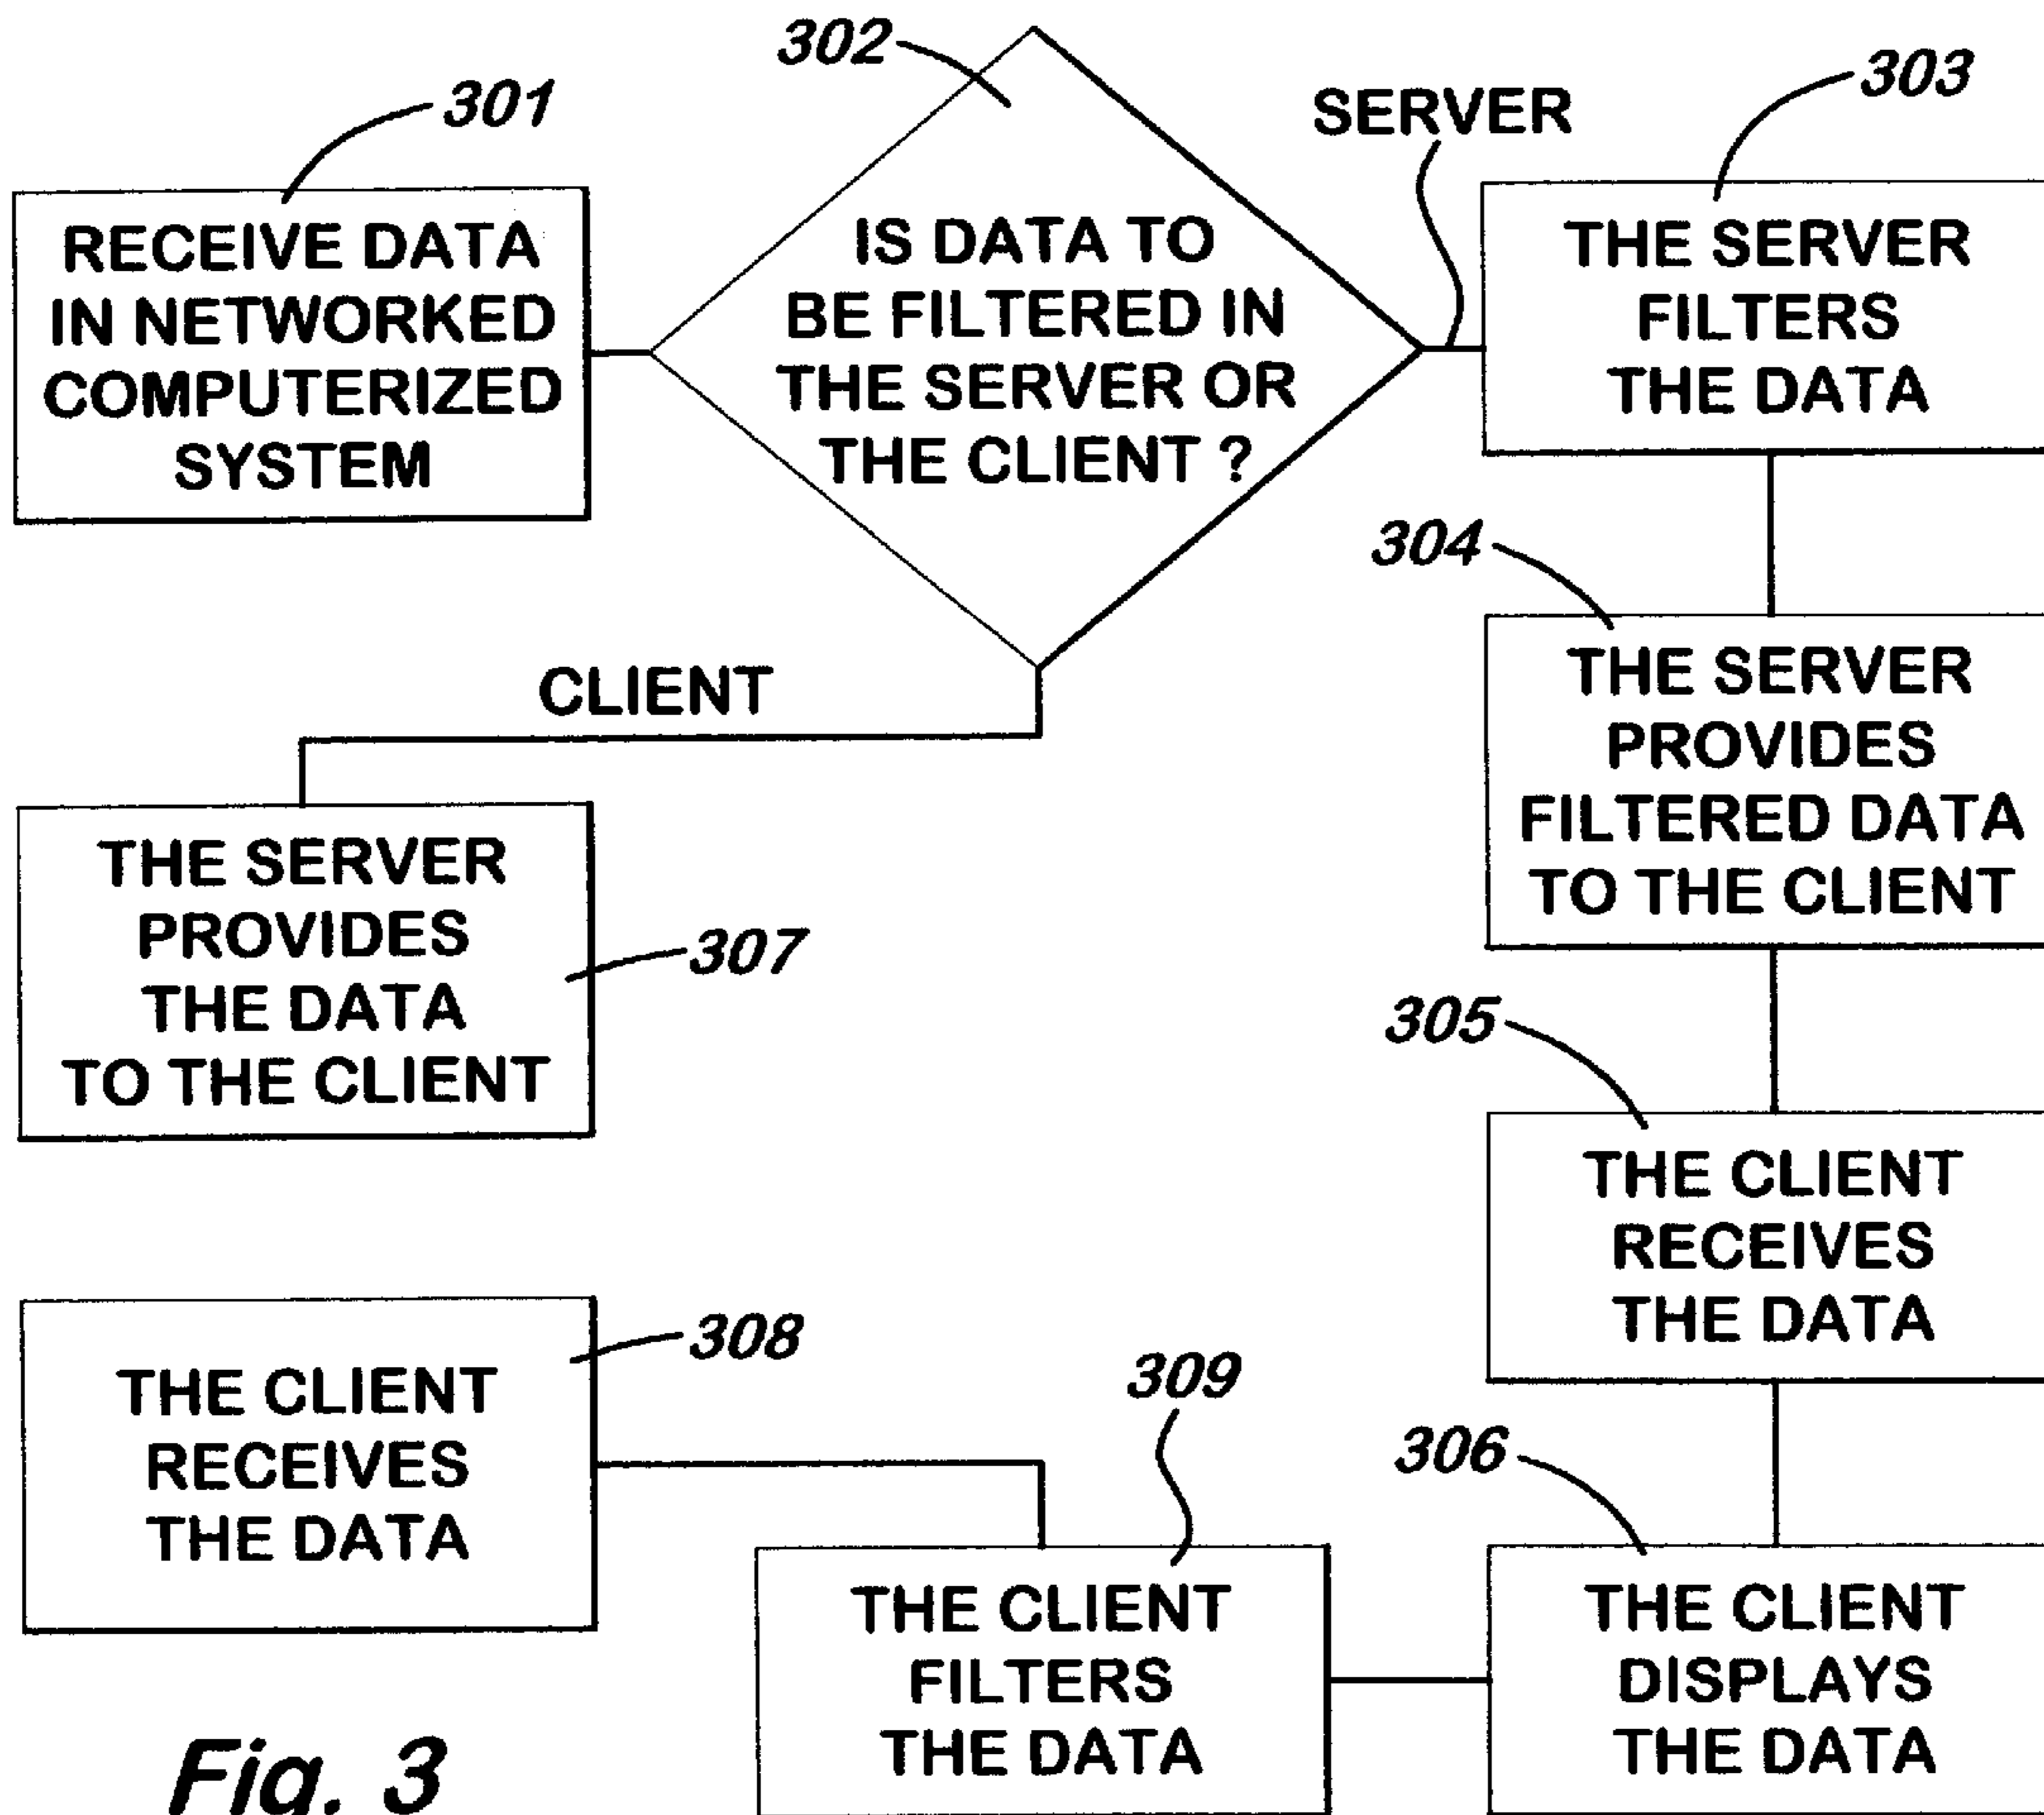 301
RECEIVE DATA
IN NETWORKED
COMPUTERIZED
SYSTEM
302
IS DATA TO
BE FILTERED IN
THE SERVER OR
THE CLIENT ?
SERVER
303
THE SERVER
FILTERS
THE DATA
304
THE SERVER
PROVIDES
FILTERED DATA
TO THE CLIENT
CLIENT
THE SERVER
PROVIDES
THE DATA
TO THE CLIENT
307
305
THE CLIENT
RECEIVES
THE DATA
308
THE CLIENT
RECEIVES
THE DATA
309
THE CLIENT
FILTERS
THE DATA
306
THE CLIENT
DISPLAYS
THE DATA
Fig. 3